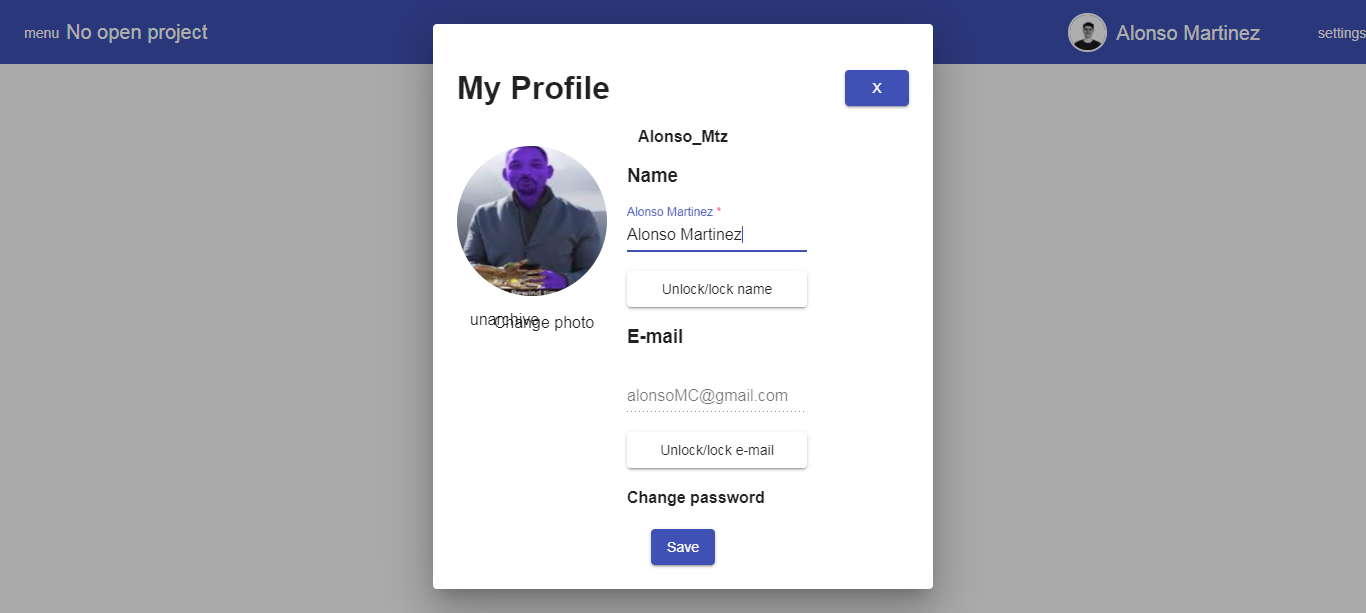 menu No open project
Alonso Martinez
settings
My Profile
X
Alonso_Mtz
Name
Alonso Martinez *
Alonso Martinez
Unlock/lock name
unarchive
Change photo
E-mail
alonsoMC@gmail.com
Unlock/lock e-mail
Change password
Save